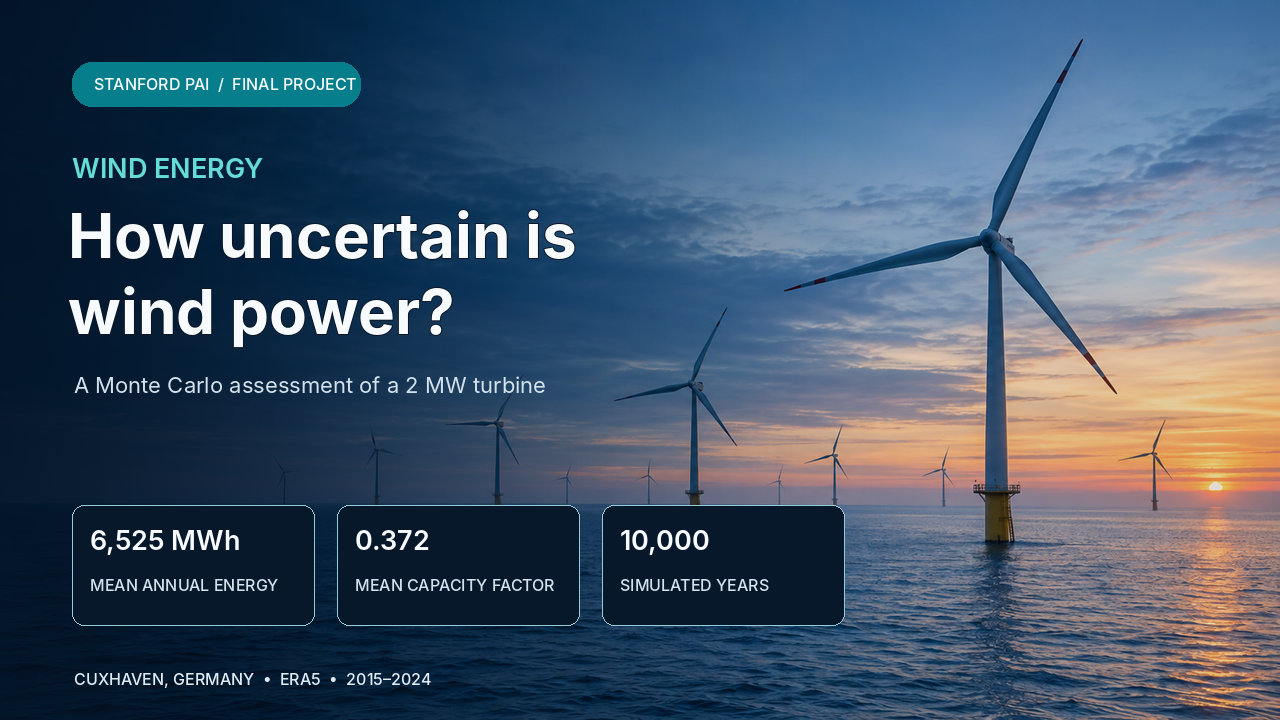 STANFORD PAI / FINAL PROJECT
WIND ENERGY
How uncertain is
wind power?
A Monte Carlo assessment of a 2 MW turbine
6,525 MWh
MEAN ANNUAL ENERGY
0.372
MEAN CAPACITY FACTOR
10,000
SIMULATED YEARS
CUXHAVEN, GERMANY • ERA5 • 2015–2024